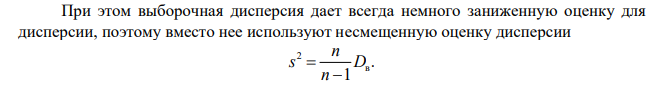 При этом выборочная дисперсия дает всегда немного заниженную оценку для
дисперсии, поэтому вместо нее используют несмещенную оценку дисперсии
s² = n/(n−1) Dв.